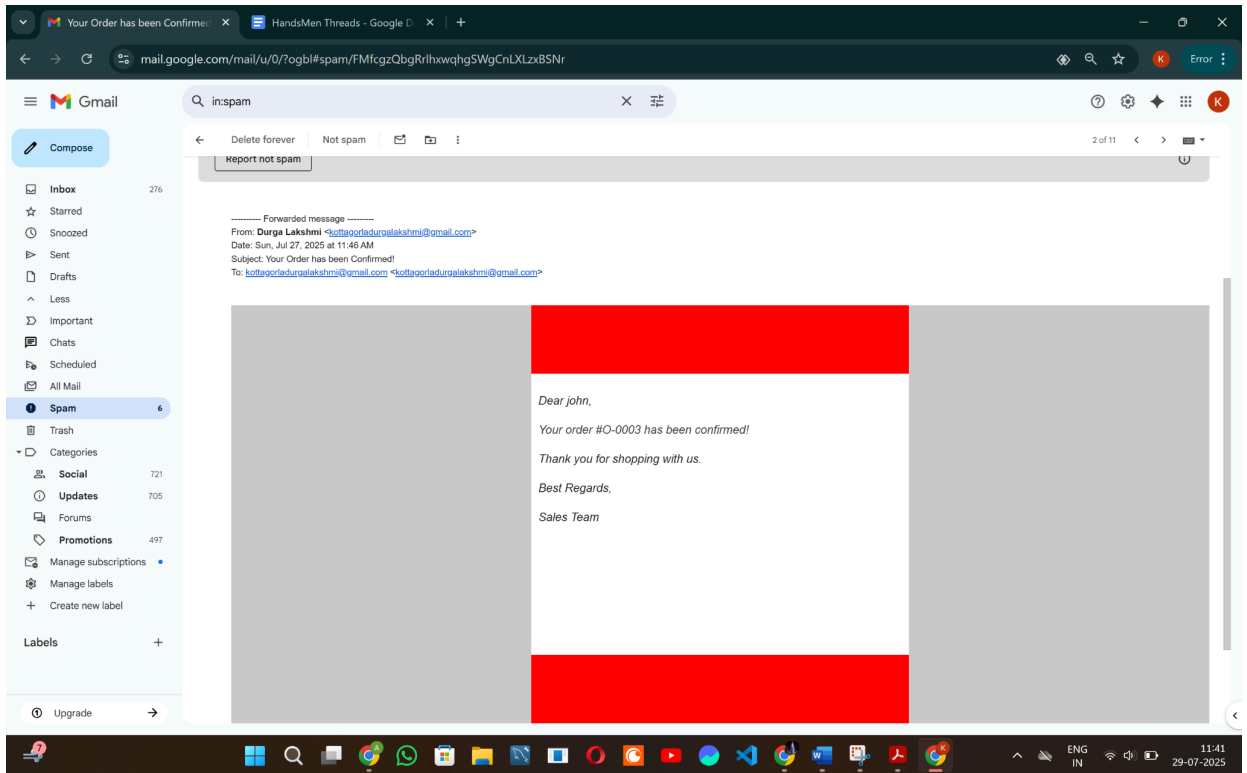 Your Order has been Confirmed
HandsMen Threads - Google D
mail.google.com/mail/u/0/?ogbl#spam/FMfcgzQbgRrlhxwqhgSWgCnLXLzxBSNr
K
Error
Gmail
in:spam
K
Compose
Delete forever
Not spam
2 of 11
Report not spam
Inbox 276
Starred
Snoozed
Sent
Drafts
Less
Important
Chats
Scheduled
All Mail
Spam 6
Trash
Categories
Social 721
Updates 705
Forums
Promotions 497
Manage subscriptions
Manage labels
Create new label
Labels
Upgrade
---------- Forwarded message ---------
From: Durga Lakshmi <kottagorladurgalakshmi@gmail.com>
Date: Sun, Jul 27, 2025 at 11:46 AM
Subject: Your Order has been Confirmed!
To: kottagorladurgalakshmi@gmail.com <kottagorladurgalakshmi@gmail.com>
Dear john,
Your order #O-0003 has been confirmed!
Thank you for shopping with us.
Best Regards,
Sales Team
7
ENG
IN
11:41
29-07-2025